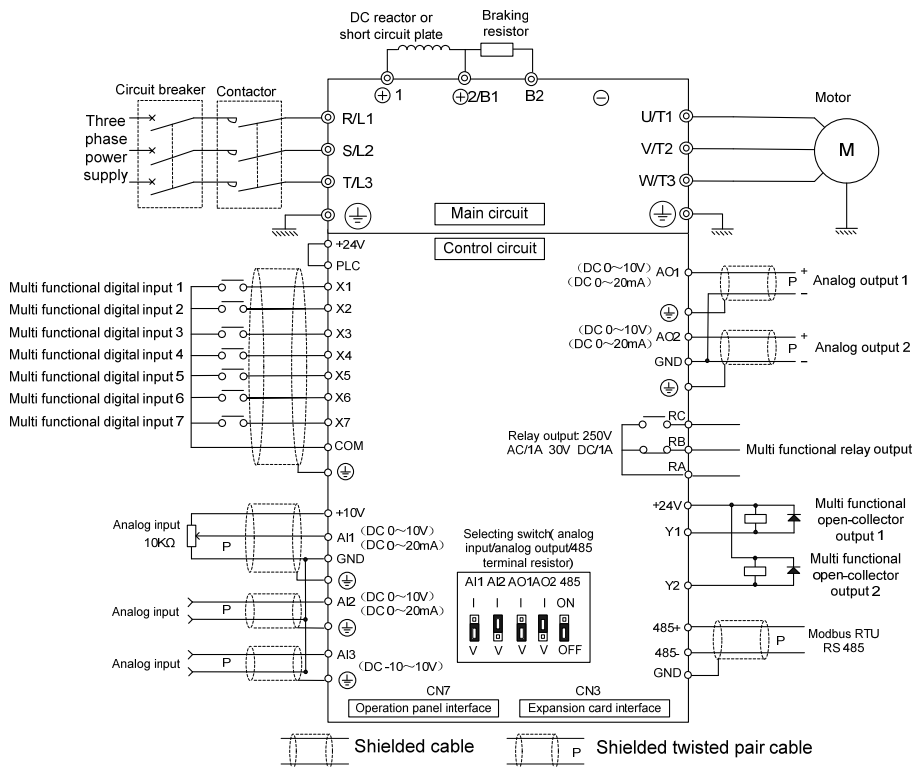 DC reactor or
short circuit plate
Braking
resistor
Circuit breaker
Contactor
1
2/B1
B2
Motor
Three
phase
power
supply
R/L1
S/L2
T/L3
U/T1
V/T2
W/T3
M
Main circuit
Control circuit
+24V
PLC
Multi functional digital input 1
X1
Multi functional digital input 2
X2
Multi functional digital input 3
X3
Multi functional digital input 4
X4
Multi functional digital input 5
X5
Multi functional digital input 6
X6
Multi functional digital input 7
X7
COM
(DC 0～10V) AO1
(DC 0～20mA)
P
+
−
Analog output 1
(DC 0～10V) AO2
(DC 0～20mA)
GND
P
+
−
Analog output 2
Relay output: 250V
AC/1A 30V DC/1A
RC
RB
RA
Multi functional relay output
+10V
Analog input
10KΩ
P
AI1
(DC 0～10V)
(DC 0～20mA)
GND
Analog input
P
AI2
(DC 0～10V)
(DC 0～20mA)
Analog input
P
AI3
(DC -10～10V)
Selecting switch( analog
input/analog output/485
terminal resistor)
AI1 AI2 AO1AO2 485
I I I I ON
V V V V OFF
+24V
Y1
Multi functional
open-collector
output 1
Y2
Multi functional
open-collector
output 2
485+
485-
GND
P
Modbus RTU
RS 485
CN7
Operation panel interface
CN3
Expansion card interface
Shielded cable
P
Shielded twisted pair cable